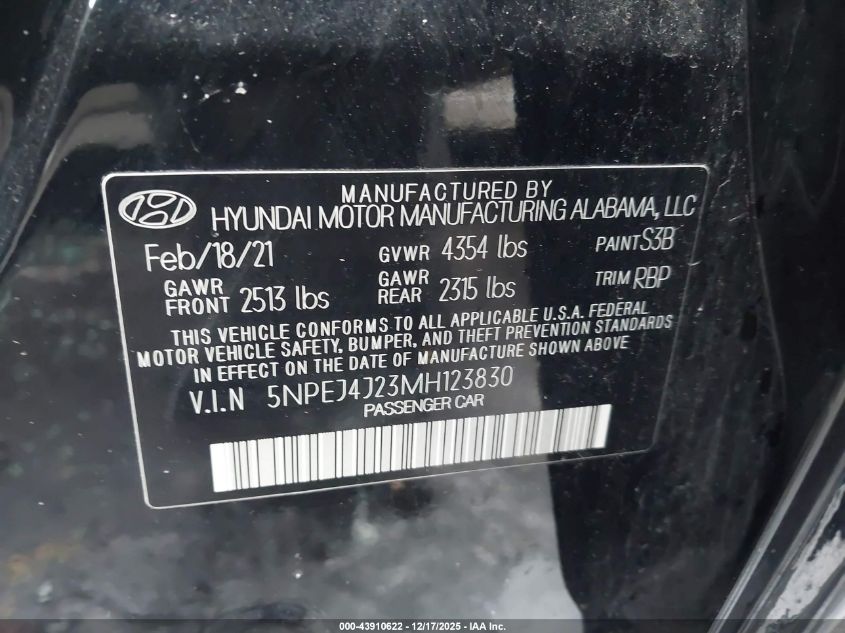 MANUFACTURED BY
HYUNDAI MOTOR MANUFACTURING ALABAMA, LLC
Feb/18/21 GVWR 4354 lbs PAINT S3B
GAWR FRONT 2513 lbs GAWR REAR 2315 lbs TRIM RBP
THIS VEHICLE CONFORMS TO ALL APPLICABLE U.S.A. FEDERAL
MOTOR VEHICLE SAFETY, BUMPER, AND THEFT PREVENTION STANDARDS
IN EFFECT ON THE DATE OF MANUFACTURE SHOWN ABOVE
V.I.N 5NPEJ4J23MH123830
PASSENGER CAR
000-43910622 - 12/17/2025 - IAA Inc.